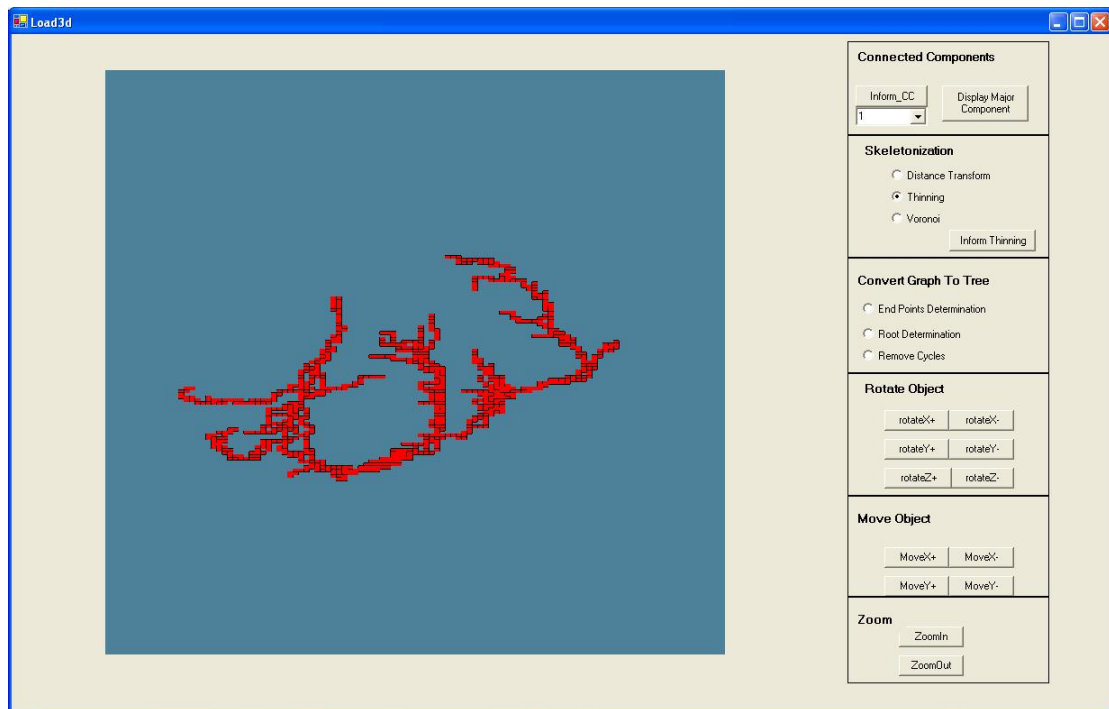 Load3d
Connected Components
Inform_CC
1
Display Major
Component
Skeletonization
Distance Transform
Thinning
Voronoi
Inform Thinning
Convert Graph To Tree
End Points Determination
Root Determination
Remove Cycles
Rotate Object
rotateX+ rotateX-
rotateY+ rotateY-
rotateZ+ rotateZ-
Move Object
MoveX+ MoveX-
MoveY+ MoveY-
Zoom
ZoomIn
ZoomOut